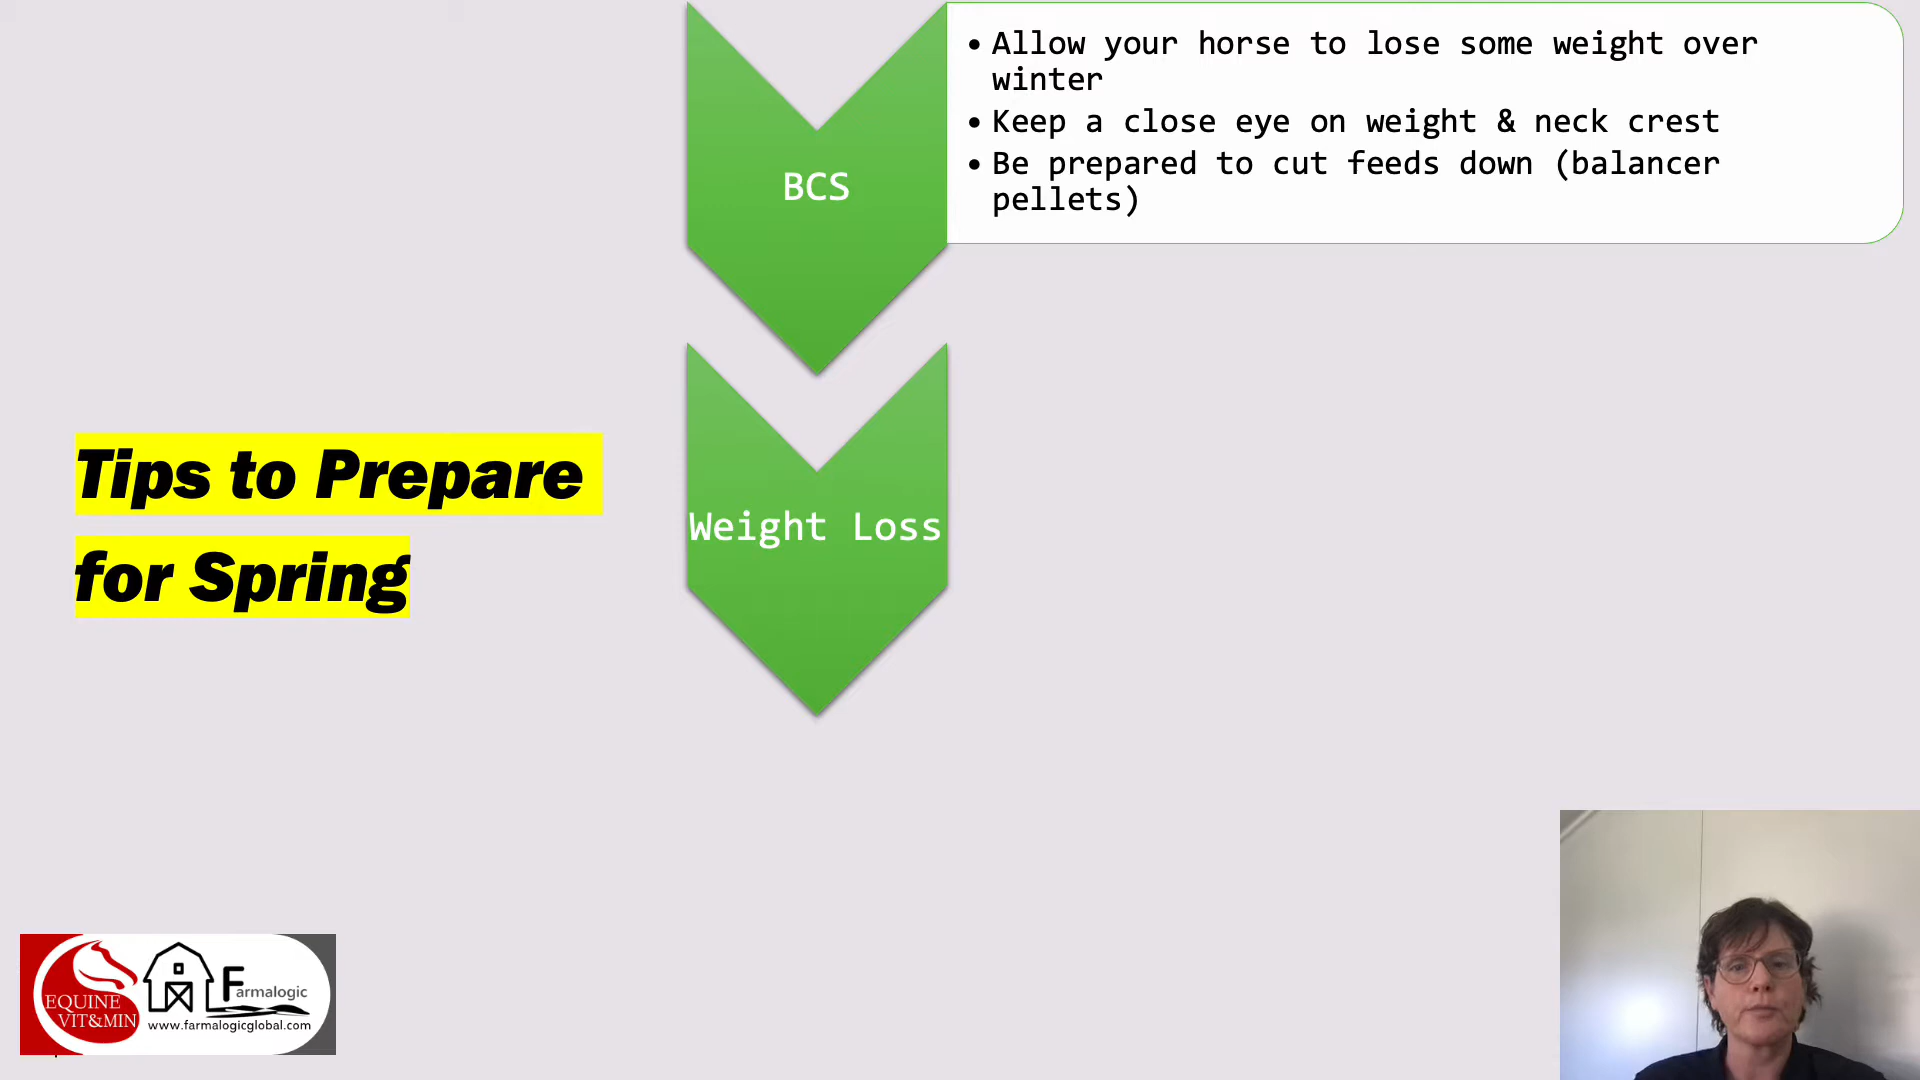 Tips to Prepare
for Spring
BCS
• Allow your horse to lose some weight over
winter
• Keep a close eye on weight & neck crest
• Be prepared to cut feeds down (balancer
pellets)
Weight Loss
EQUINE
VIT&MIN
Farmalogic
www.farmalogicglobal.com